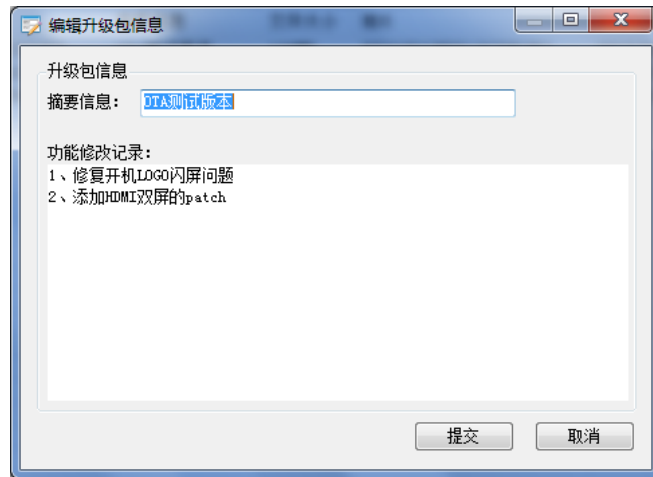 编辑升级包信息
升级包信息
摘要信息： OTA测试版本
功能修改记录：
1、修复开机LOGO闪屏问题
2、添加HDMI双屏的patch
提交 取消